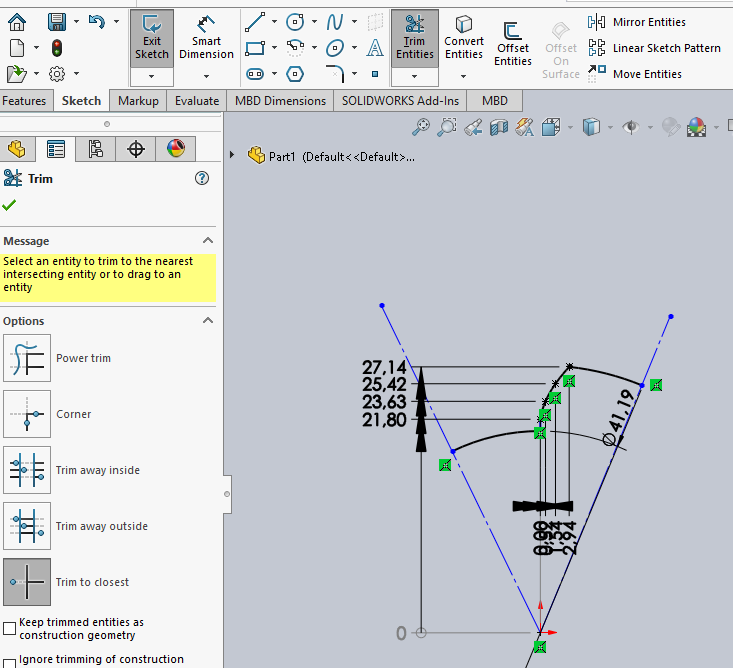 Exit
Sketch
Smart
Dimension
Trim
Entities
Convert
Entities
Offset
Entities
Offset
On
Surface
Mirror Entities
Linear Sketch Pattern
Move Entities
Features
Sketch
Markup
Evaluate
MBD Dimensions
SOLIDWORKS Add-Ins
MBD
Part1 (Default<<Default>...
Trim
Message
Select an entity to trim to the nearest
intersecting entity or to drag to an
entity
Options
Power trim
Corner
Trim away inside
Trim away outside
Trim to closest
Keep trimmed entities as
construction geometry
Ignore trimming of construction
27,14
25,42
23,63
21,80
∅41,19
2,94
0